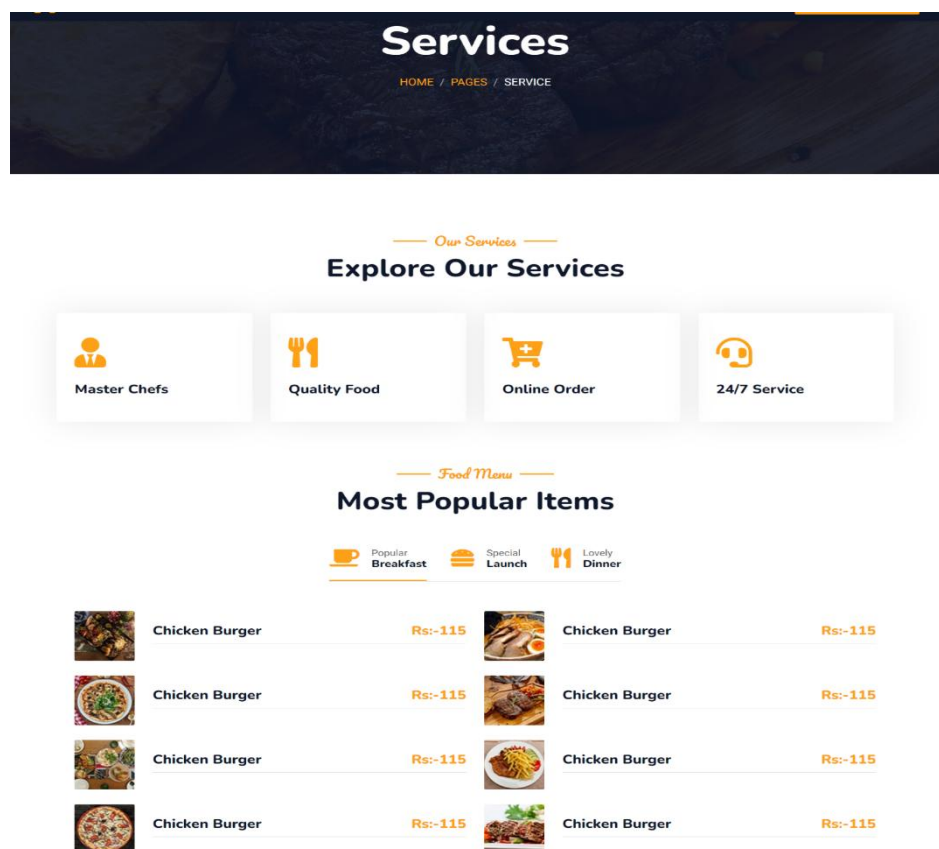 Services
HOME / PAGES / SERVICE
Our Services
Explore Our Services
Master Chefs
Quality Food
Online Order
24/7 Service
Food Menu
Most Popular Items
Popular
Breakfast
Special
Launch
Lovely
Dinner
Chicken Burger Rs:-115
Chicken Burger Rs:-115
Chicken Burger Rs:-115
Chicken Burger Rs:-115
Chicken Burger Rs:-115
Chicken Burger Rs:-115
Chicken Burger Rs:-115
Chicken Burger Rs:-115